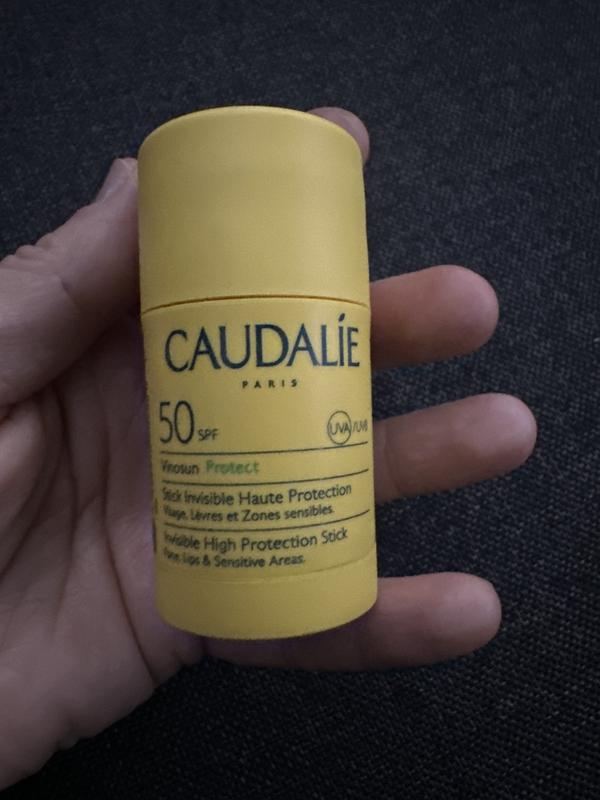 CAUDALÍE
PARIS
50 SPF
UVA/UVB
Vinosun Protect
Stick Invisible Haute Protection
Visage, Lèvres et Zones sensibles.
Invisible High Protection Stick
Face, Lips & Sensitive Areas.